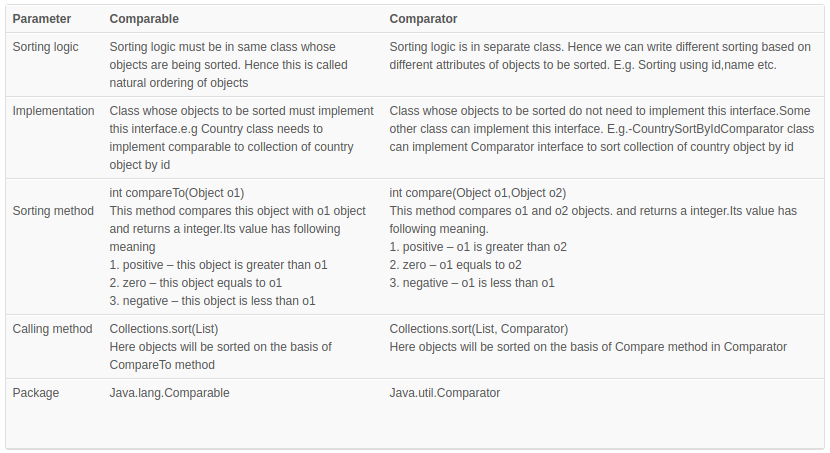 Parameter Comparable Comparator
Sorting logic Sorting logic must be in same class whose Sorting logic is in separate class. Hence we can write different sorting based on
objects are being sorted. Hence this is called different attributes of objects to be sorted. E.g. Sorting using id,name etc.
natural ordering of objects
Implementation Class whose objects to be sorted must implement Class whose objects to be sorted do not need to implement this interface.Some
this interface.e.g Country class needs to other class can implement this interface. E.g.-CountrySortByIdComparator class
implement comparable to collection of country can implement Comparator interface to sort collection of country object by id
object by id
int compareTo(Object o1) int compare(Object o1,Object o2)
Sorting method This method compares this object with o1 object This method compares o1 and o2 objects. and returns a integer.Its value has
and returns a integer.Its value has following following meaning.
meaning 1. positive – o1 is greater than o2
1. positive – this object is greater than o1 2. zero – o1 equals to o2
2. zero – this object equals to o1 3. negative – o1 is less than o1
3. negative – this object is less than o1
Calling method Collections.sort(List) Collections.sort(List, Comparator)
Here objects will be sorted on the basis of Here objects will be sorted on the basis of Compare method in Comparator
CompareTo method
Package Java.lang.Comparable Java.util.Comparator